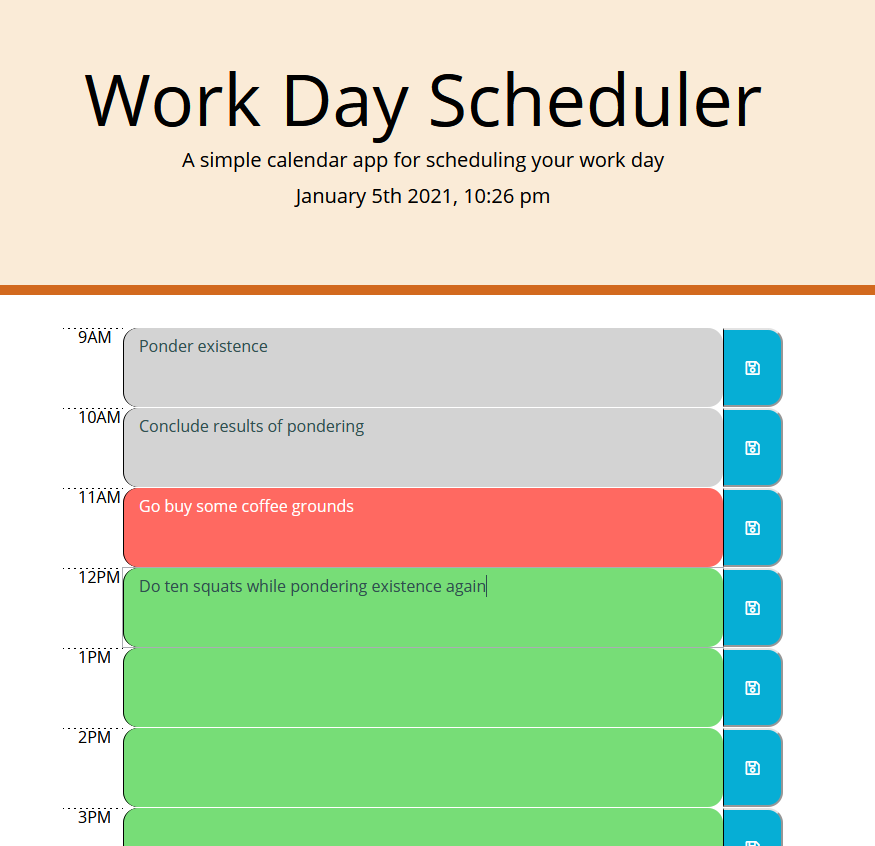 Work Day Scheduler
A simple calendar app for scheduling your work day
January 5th 2021, 10:26 pm
9AM Ponder existence
10AM Conclude results of pondering
11AM Go buy some coffee grounds
12PM Do ten squats while pondering existence again
1PM
2PM
3PM